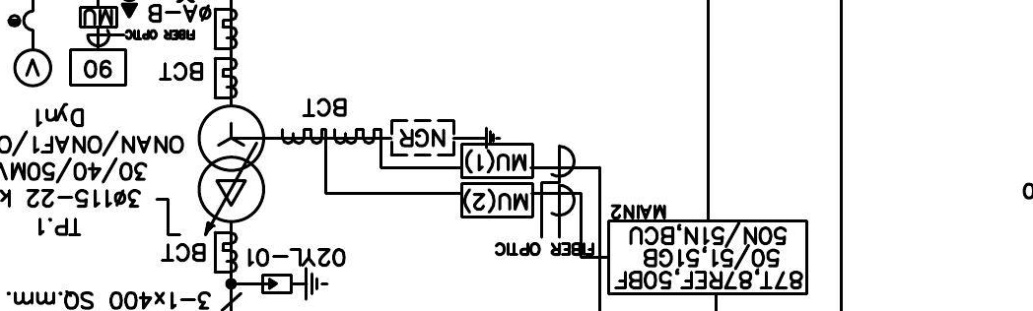 87T,87REF,50BF
50/51,51GB
50N/51N,BCU
MAIN2
FIBER OPTIC
MU(2)
MU(1)
NGR
BCT
02YL-01
3-1x400 SQ.mm.
BCT
TP.1
3ø115-22 k
30/40/50MV
ONAN/ONAF1/O
Dyn1
BCT
90
V
FIBER OPTIC
MU
øA-B